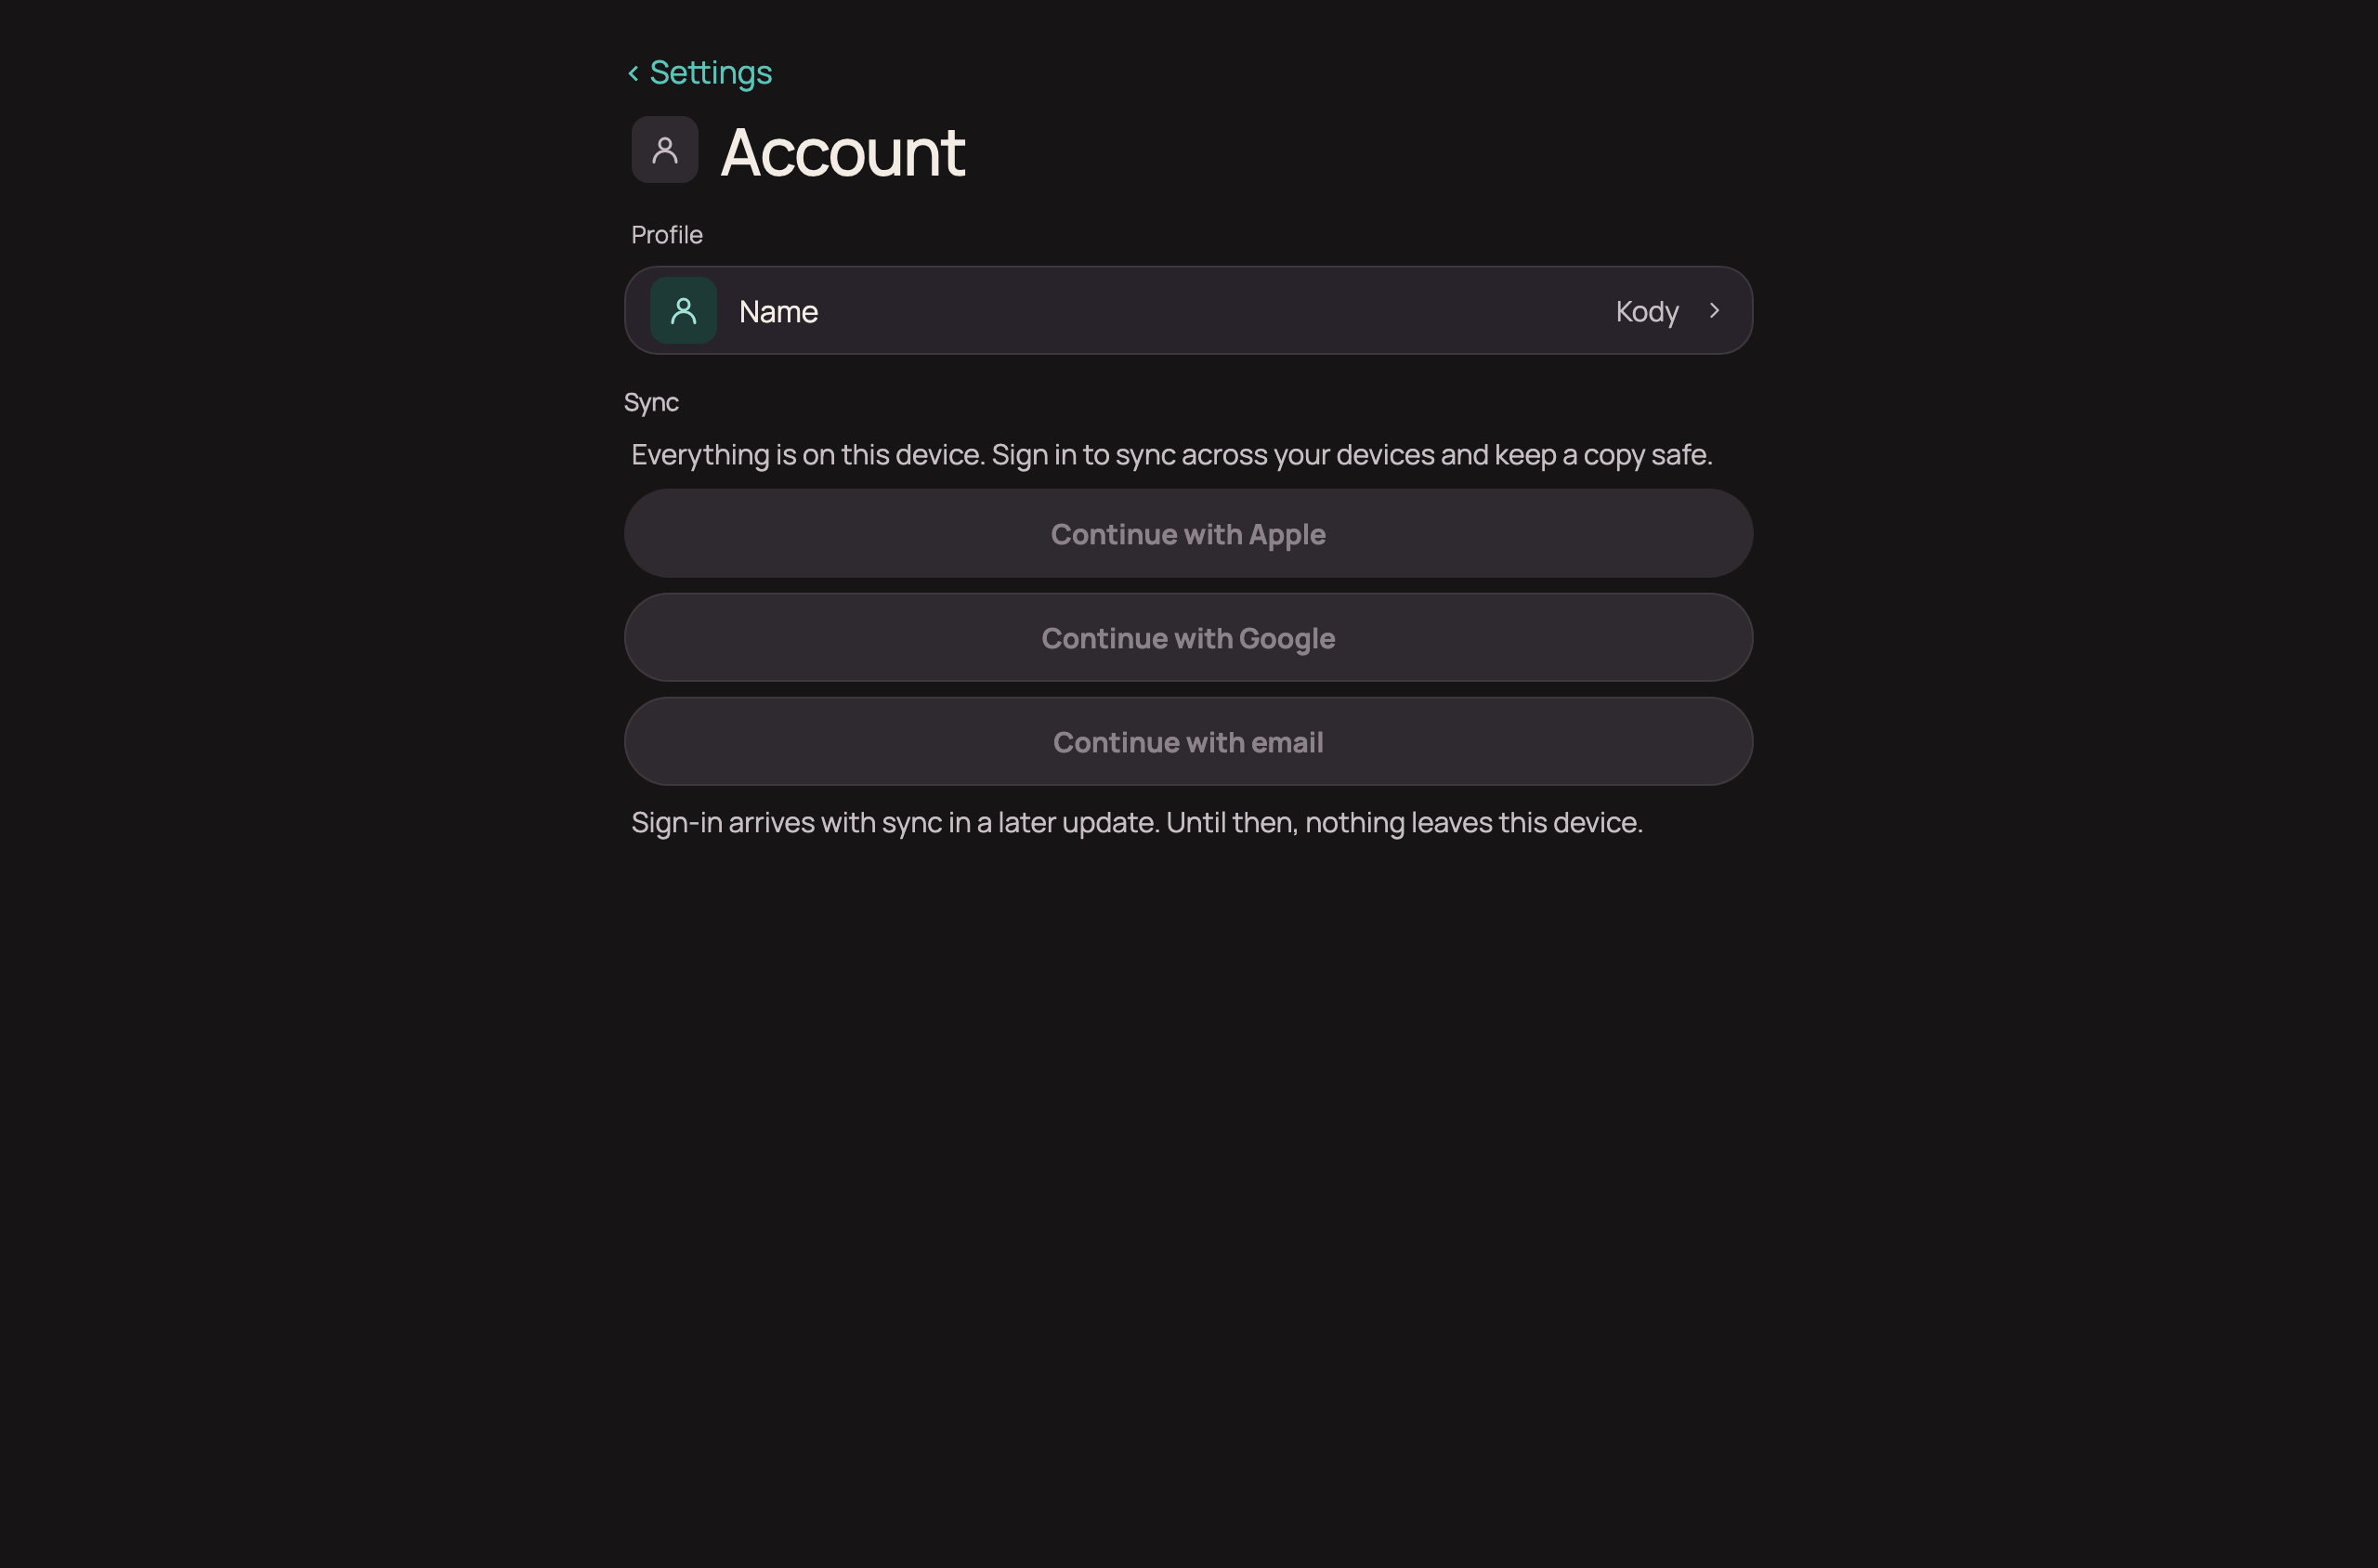 Settings
Account
Profile
Name Kody
Sync
Everything is on this device. Sign in to sync across your devices and keep a copy safe.
Continue with Apple
Continue with Google
Continue with email
Sign-in arrives with sync in a later update. Until then, nothing leaves this device.